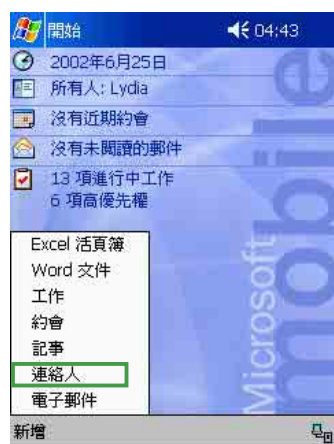 開始 04:43
2002年6月25日
所有人: Lydia
沒有近期約會
沒有未閱讀的郵件
13 項進行中工作
6 項高優先權
Excel 活頁簿
Word 文件
工作
約會
記事
連絡人
電子郵件
新增
Microsoft
mobile